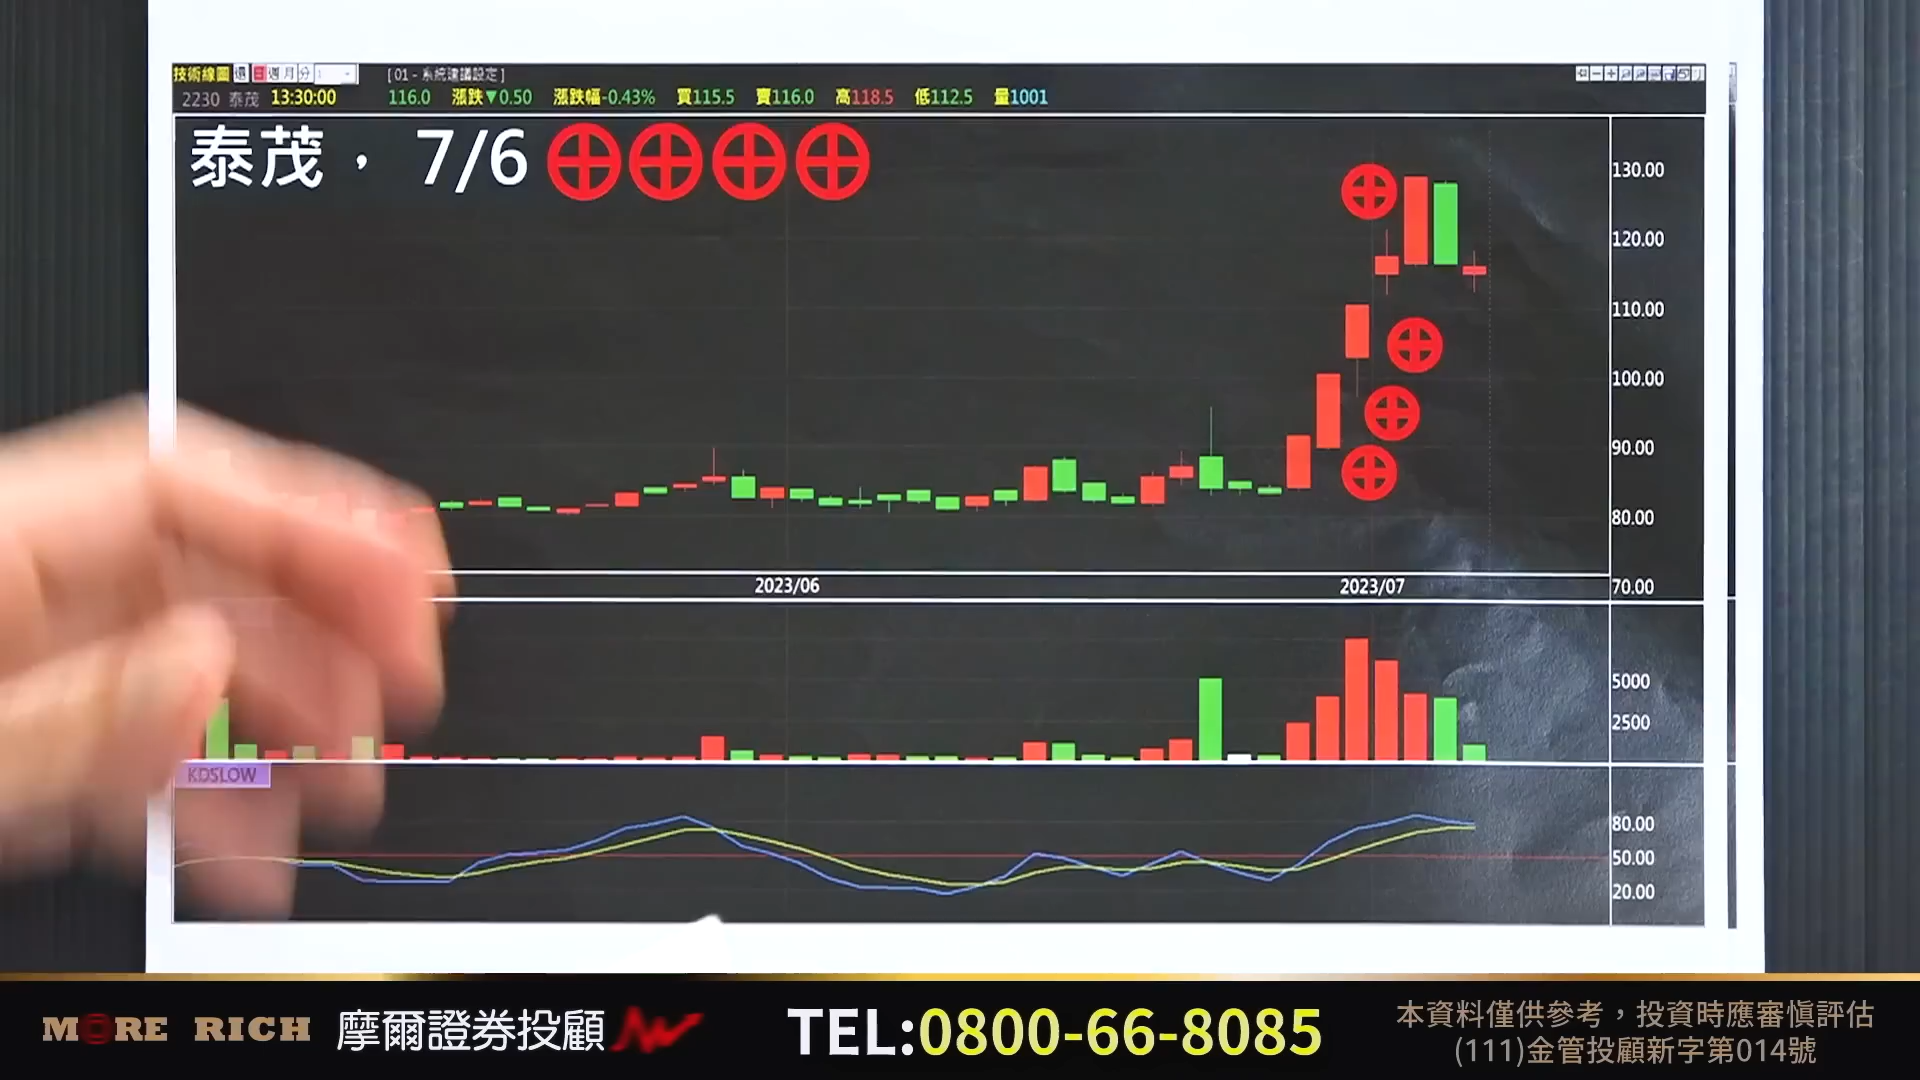 技術線圖 還 日 週 月 分 [ 01 - 系統建議設定 ]
2230 泰茂 13:30:00 116.0 漲跌▼0.50 漲跌幅-0.43% 買115.5 賣116.0 高118.5 低112.5 量1001
泰茂， 7/6
130.00
120.00
110.00
100.00
90.00
80.00
70.00
2023/06 2023/07
5000
2500
KDSLOW
80.00
50.00
20.00
MORE RICH 摩爾證券投顧 TEL:0800-66-8085
本資料僅供參考，投資時應審慎評估
(111)金管投顧新字第014號